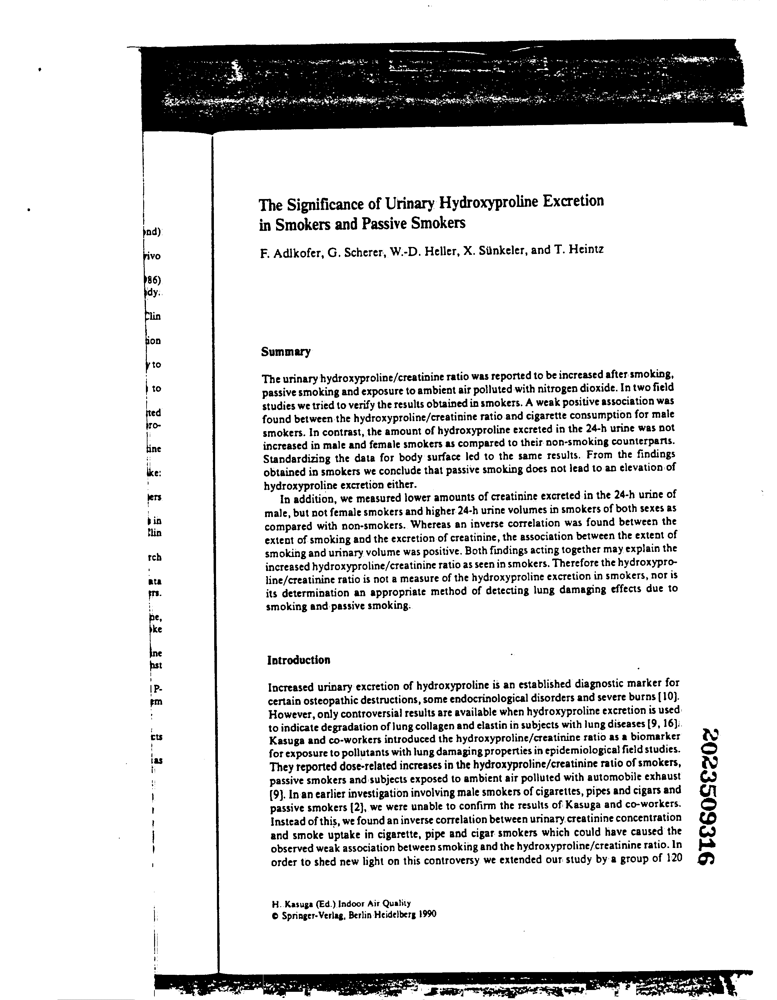 The Significance of Urinary Hydroxyproline Excretion
in Smokers and Passive Smokers
F. Adlkofer, G. Scherer, W.-D. Heller, X. Sünkeler, and T. Heintz
Summary
The urinary hydroxyproline/creatinine ratio was reported to be increased after smoking,
passive smoking and exposure to ambient air polluted with nitrogen dioxide. In two field
studies we tried to verify the results obtained in smokers. A weak positive association was
found between the hydroxyproline/creatinine ratio and cigarette consumption for male
smokers. In contrast, the amount of hydroxyproline excreted in the 24-h urine was not
increased in male and female smokers as compared to their non-smoking counterparts.
Standardizing the data for body surface led to the same results. From the findings
obtained in smokers we conclude that passive smoking does not lead to an elevation of
hydroxyproline excretion either.
In addition, we measured lower amounts of creatinine excreted in the 24-h urine of
male, but not female smokers and higher 24-h urine volumes in smokers of both sexes as
compared with non-smokers. Whereas an inverse correlation was found between the
extent of smoking and the excretion of creatinine, the association between the extent of
smoking and urinary volume was positive. Both findings acting together may explain the
increased hydroxyproline/creatinine ratio as seen in smokers. Therefore the hydroxypro-
line/creatinine ratio is not a measure of the hydroxyproline excretion in smokers, nor is
its determination an appropriate method of detecting lung damaging effects due to
smoking and passive smoking.
Introduction
Increased urinary excretion of hydroxyproline is an established diagnostic marker for
certain osteopathic destructions, some endocrinological disorders and severe burns [10].
However, only controversial results are available when hydroxyproline excretion is used
to indicate degradation of lung collagen and elastin in subjects with lung diseases [9, 16].
Kasuga and co-workers introduced the hydroxyproline/creatinine ratio as a biomarker
for exposure to pollutants with lung damaging properties in epidemiological field studies.
They reported dose-related increases in the hydroxyproline/creatinine ratio of smokers,
passive smokers and subjects exposed to ambient air polluted with automobile exhaust
[9]. In an earlier investigation involving male smokers of cigarettes, pipes and cigars and
passive smokers [2], we were unable to confirm the results of Kasuga and co-workers.
Instead of this, we found an inverse correlation between urinary creatinine concentration
and smoke uptake in cigarette, pipe and cigar smokers which could have caused the
observed weak association between smoking and the hydroxyproline/creatinine ratio. In
order to shed new light on this controversy we extended our study by a group of 120
H. Kasuga (Ed.) Indoor Air Quality
© Springer-Verlag, Berlin Heidelberg 1990
2023509316